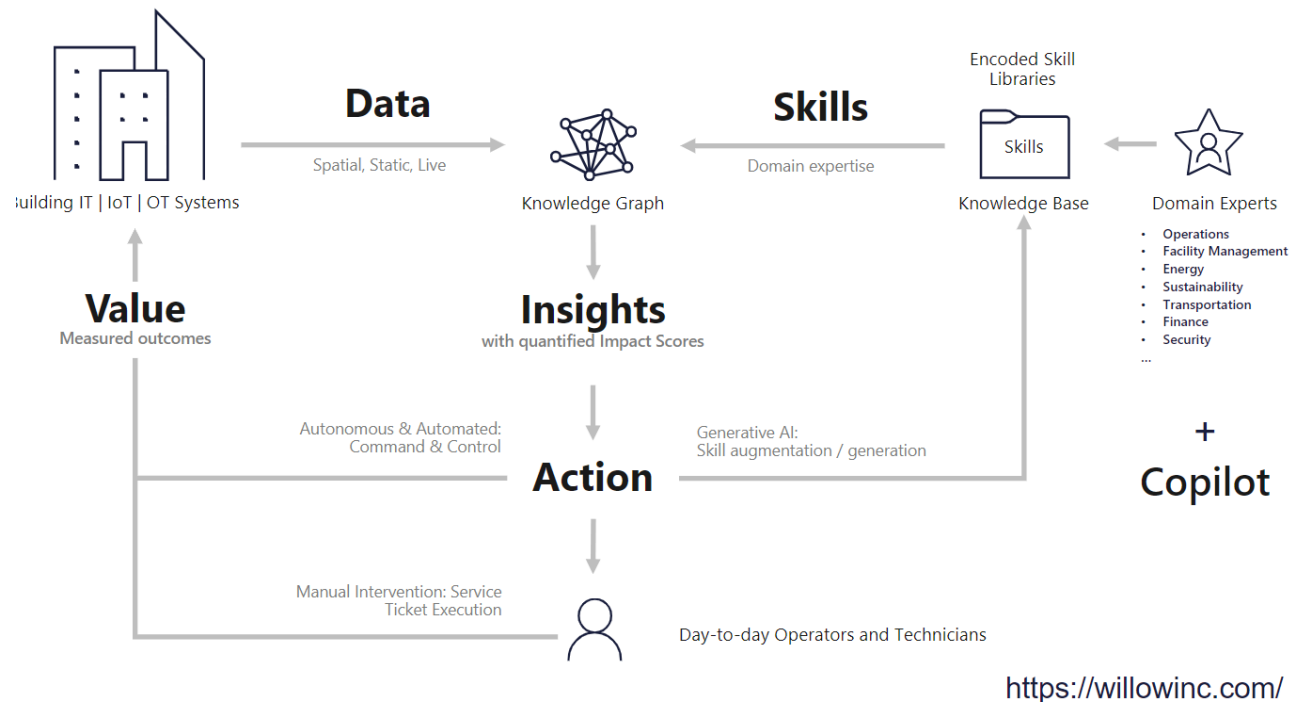 Encoded Skill
Libraries
Data
Skills
Skills
Spatial, Static, Live
Domain expertise
uilding IT | IoT | OT Systems
Knowledge Graph
Knowledge Base
Domain Experts
• Operations
• Facility Management
• Energy
• Sustainability
• Transportation
• Finance
• Security
...
Value
Measured outcomes
Insights
with quantified Impact Scores
Autonomous & Automated:
Command & Control
Generative AI:
Skill augmentation / generation
+
Copilot
Action
Manual Intervention: Service
Ticket Execution
Day-to-day Operators and Technicians
https://willowinc.com/